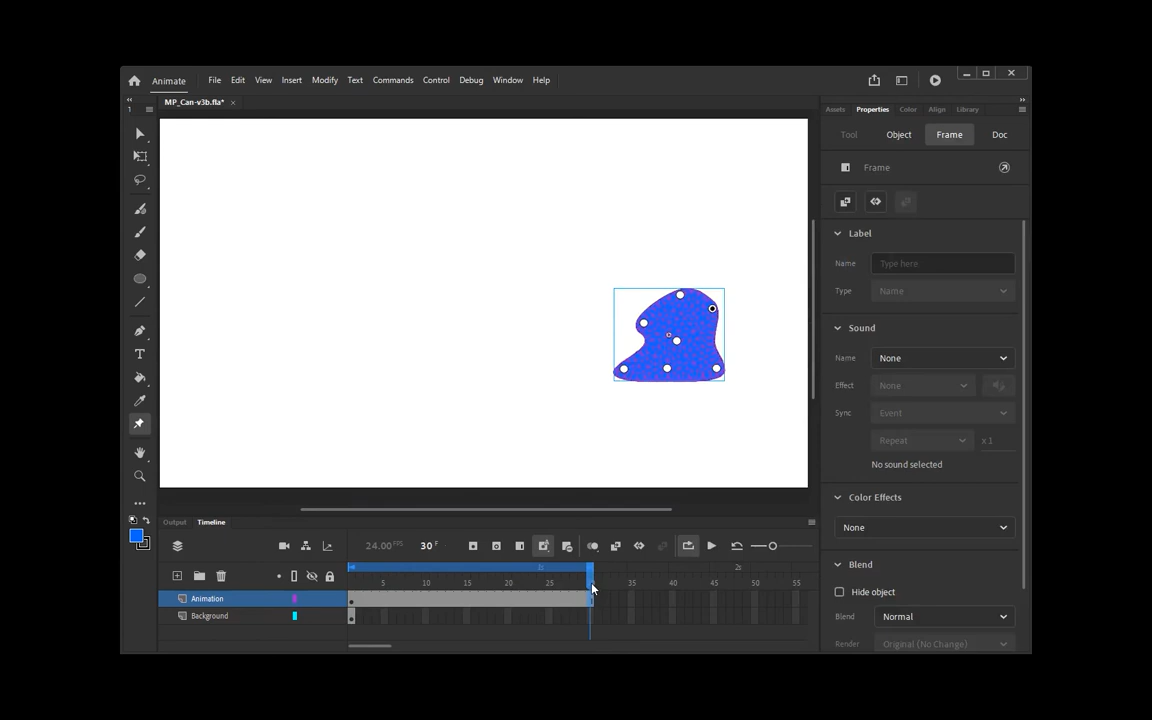 Animate File Edit View Insert Modify Text Commands Control Debug Window Help
MP_Can-v3b.fla* ×
1
Assets Properties Color Align Library
Tool Object Frame Doc
Frame
Label
Name Type here
Type Name
Sound
Name None
Effect None
Sync Event
Repeat x 1
No sound selected
Color Effects
None
Blend
Hide object
Blend Normal
Render Original (No Change)
Output Timeline
24.00 FPS 30 F
1s 2s
5 10 15 20 25 35 40 45 50 55
Animation
Background